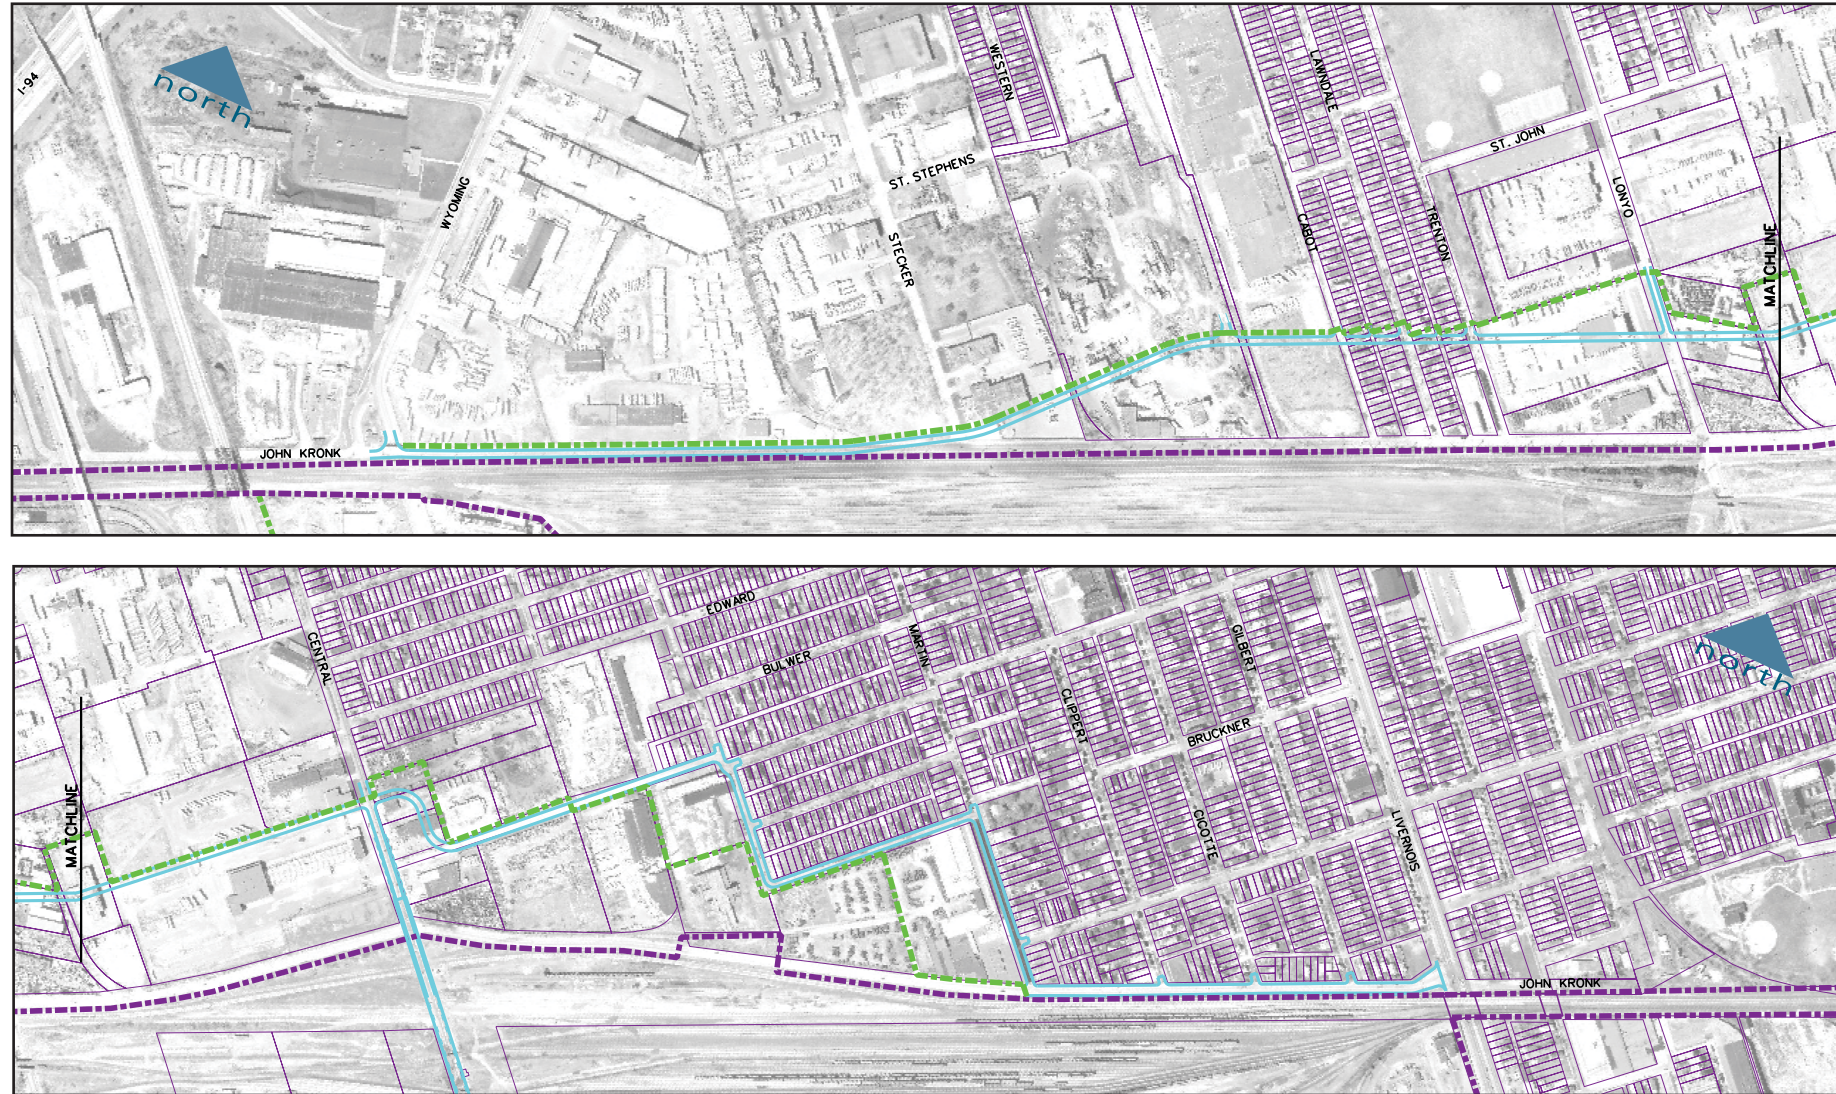 I-94
north
WYOMING
WESTERN
ST. STEPHENS
STECKER
LAWNDALE
CABOT
TRENTON
ST. JOHN
LONYO
MATCHLINE
JOHN KRONK
MATCHLINE
CENTRAL
EDWARD
BULWER
MARTIN
CLIPPERT
GILBERT
BRUCKNER
CICOTTE
LIVERNOIS
north
JOHN KRONK